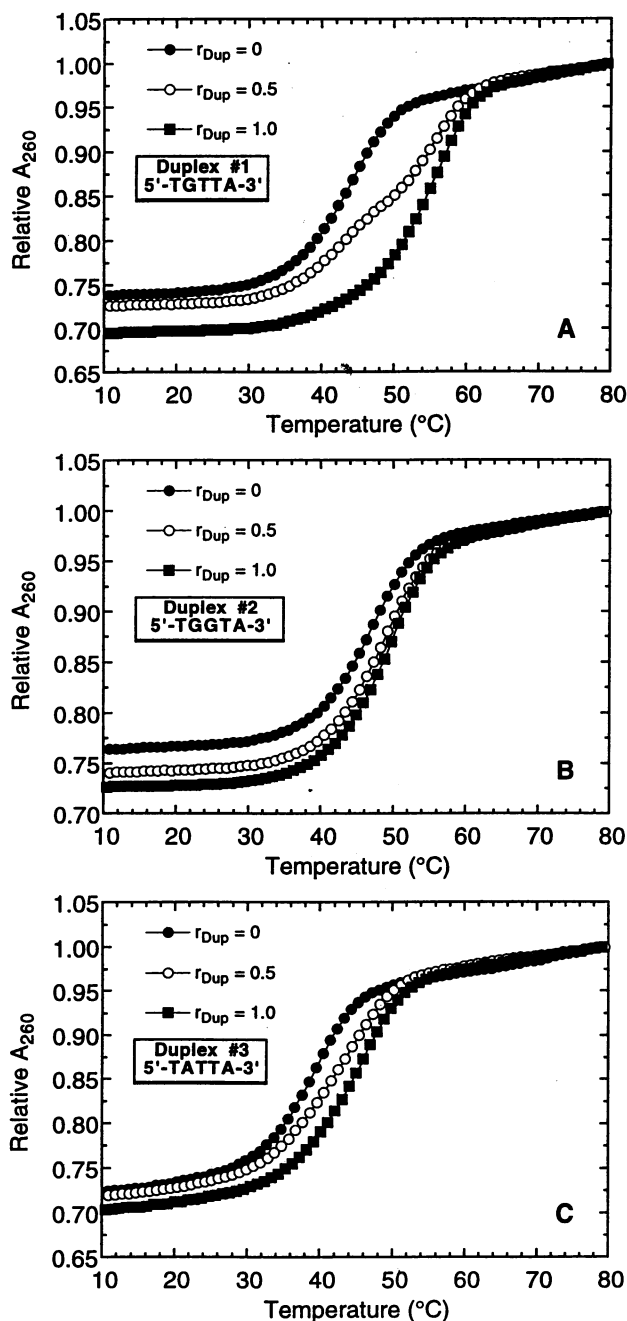 1.05
1.00
0.95
0.90
0.85
0.80
0.75
0.70
0.65
Relative A260
rDup = 0
rDup = 0.5
rDup = 1.0
Duplex #1
5'-TGTTA-3'
A
10 20 30 40 50 60 70 80
Temperature (°C)
1.05
1.00
0.95
0.90
0.85
0.80
0.75
0.70
Relative A260
rDup = 0
rDup = 0.5
rDup = 1.0
Duplex #2
5'-TGGTA-3'
B
10 20 30 40 50 60 70 80
Temperature (°C)
1.05
1.00
0.95
0.90
0.85
0.80
0.75
0.70
0.65
Relative A260
rDup = 0
rDup = 0.5
rDup = 1.0
Duplex #3
5'-TATTA-3'
C
10 20 30 40 50 60 70 80
Temperature (°C)